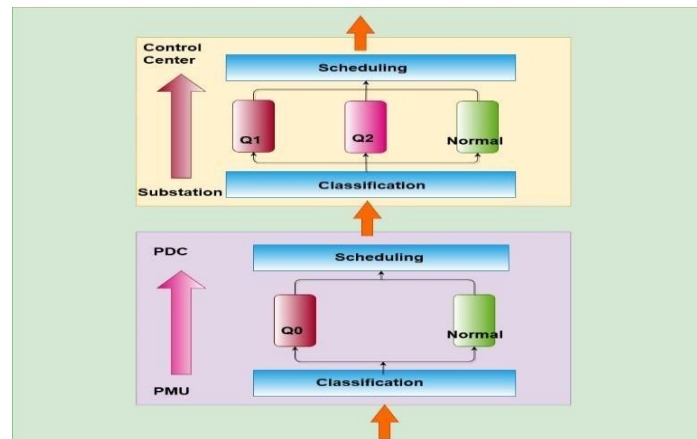 Control
Center
Scheduling
Q1
Q2
Normal
Substation
Classification
PDC
Scheduling
Q0
Normal
PMU
Classification